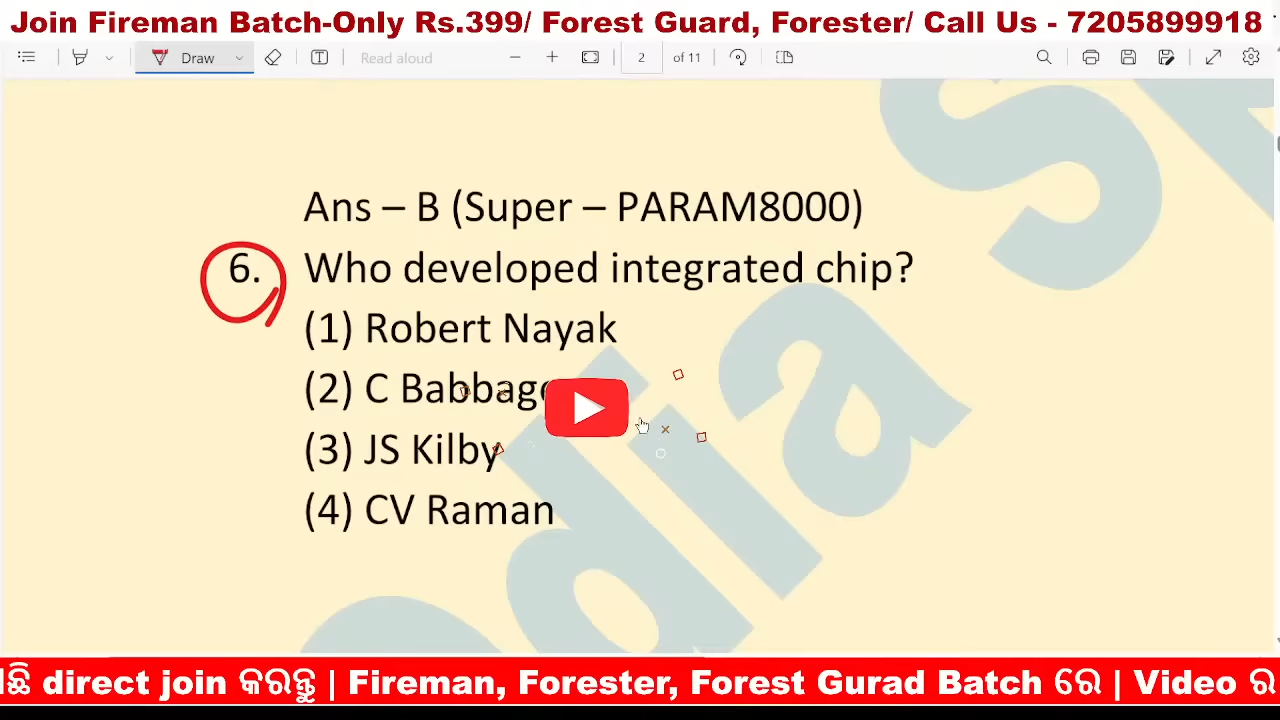 Join Fireman Batch-Only Rs.399/ Forest Guard, Forester/ Call Us - 7205899918
Draw
Read aloud
2 of 11
Ans – B (Super – PARAM8000)
6. Who developed integrated chip?
(1) Robert Nayak
(2) C Babbage
(3) JS Kilby
(4) CV Raman
direct join କରନ୍ତୁ | Fireman, Forester, Forest Gurad Batch ରେ | Video ର